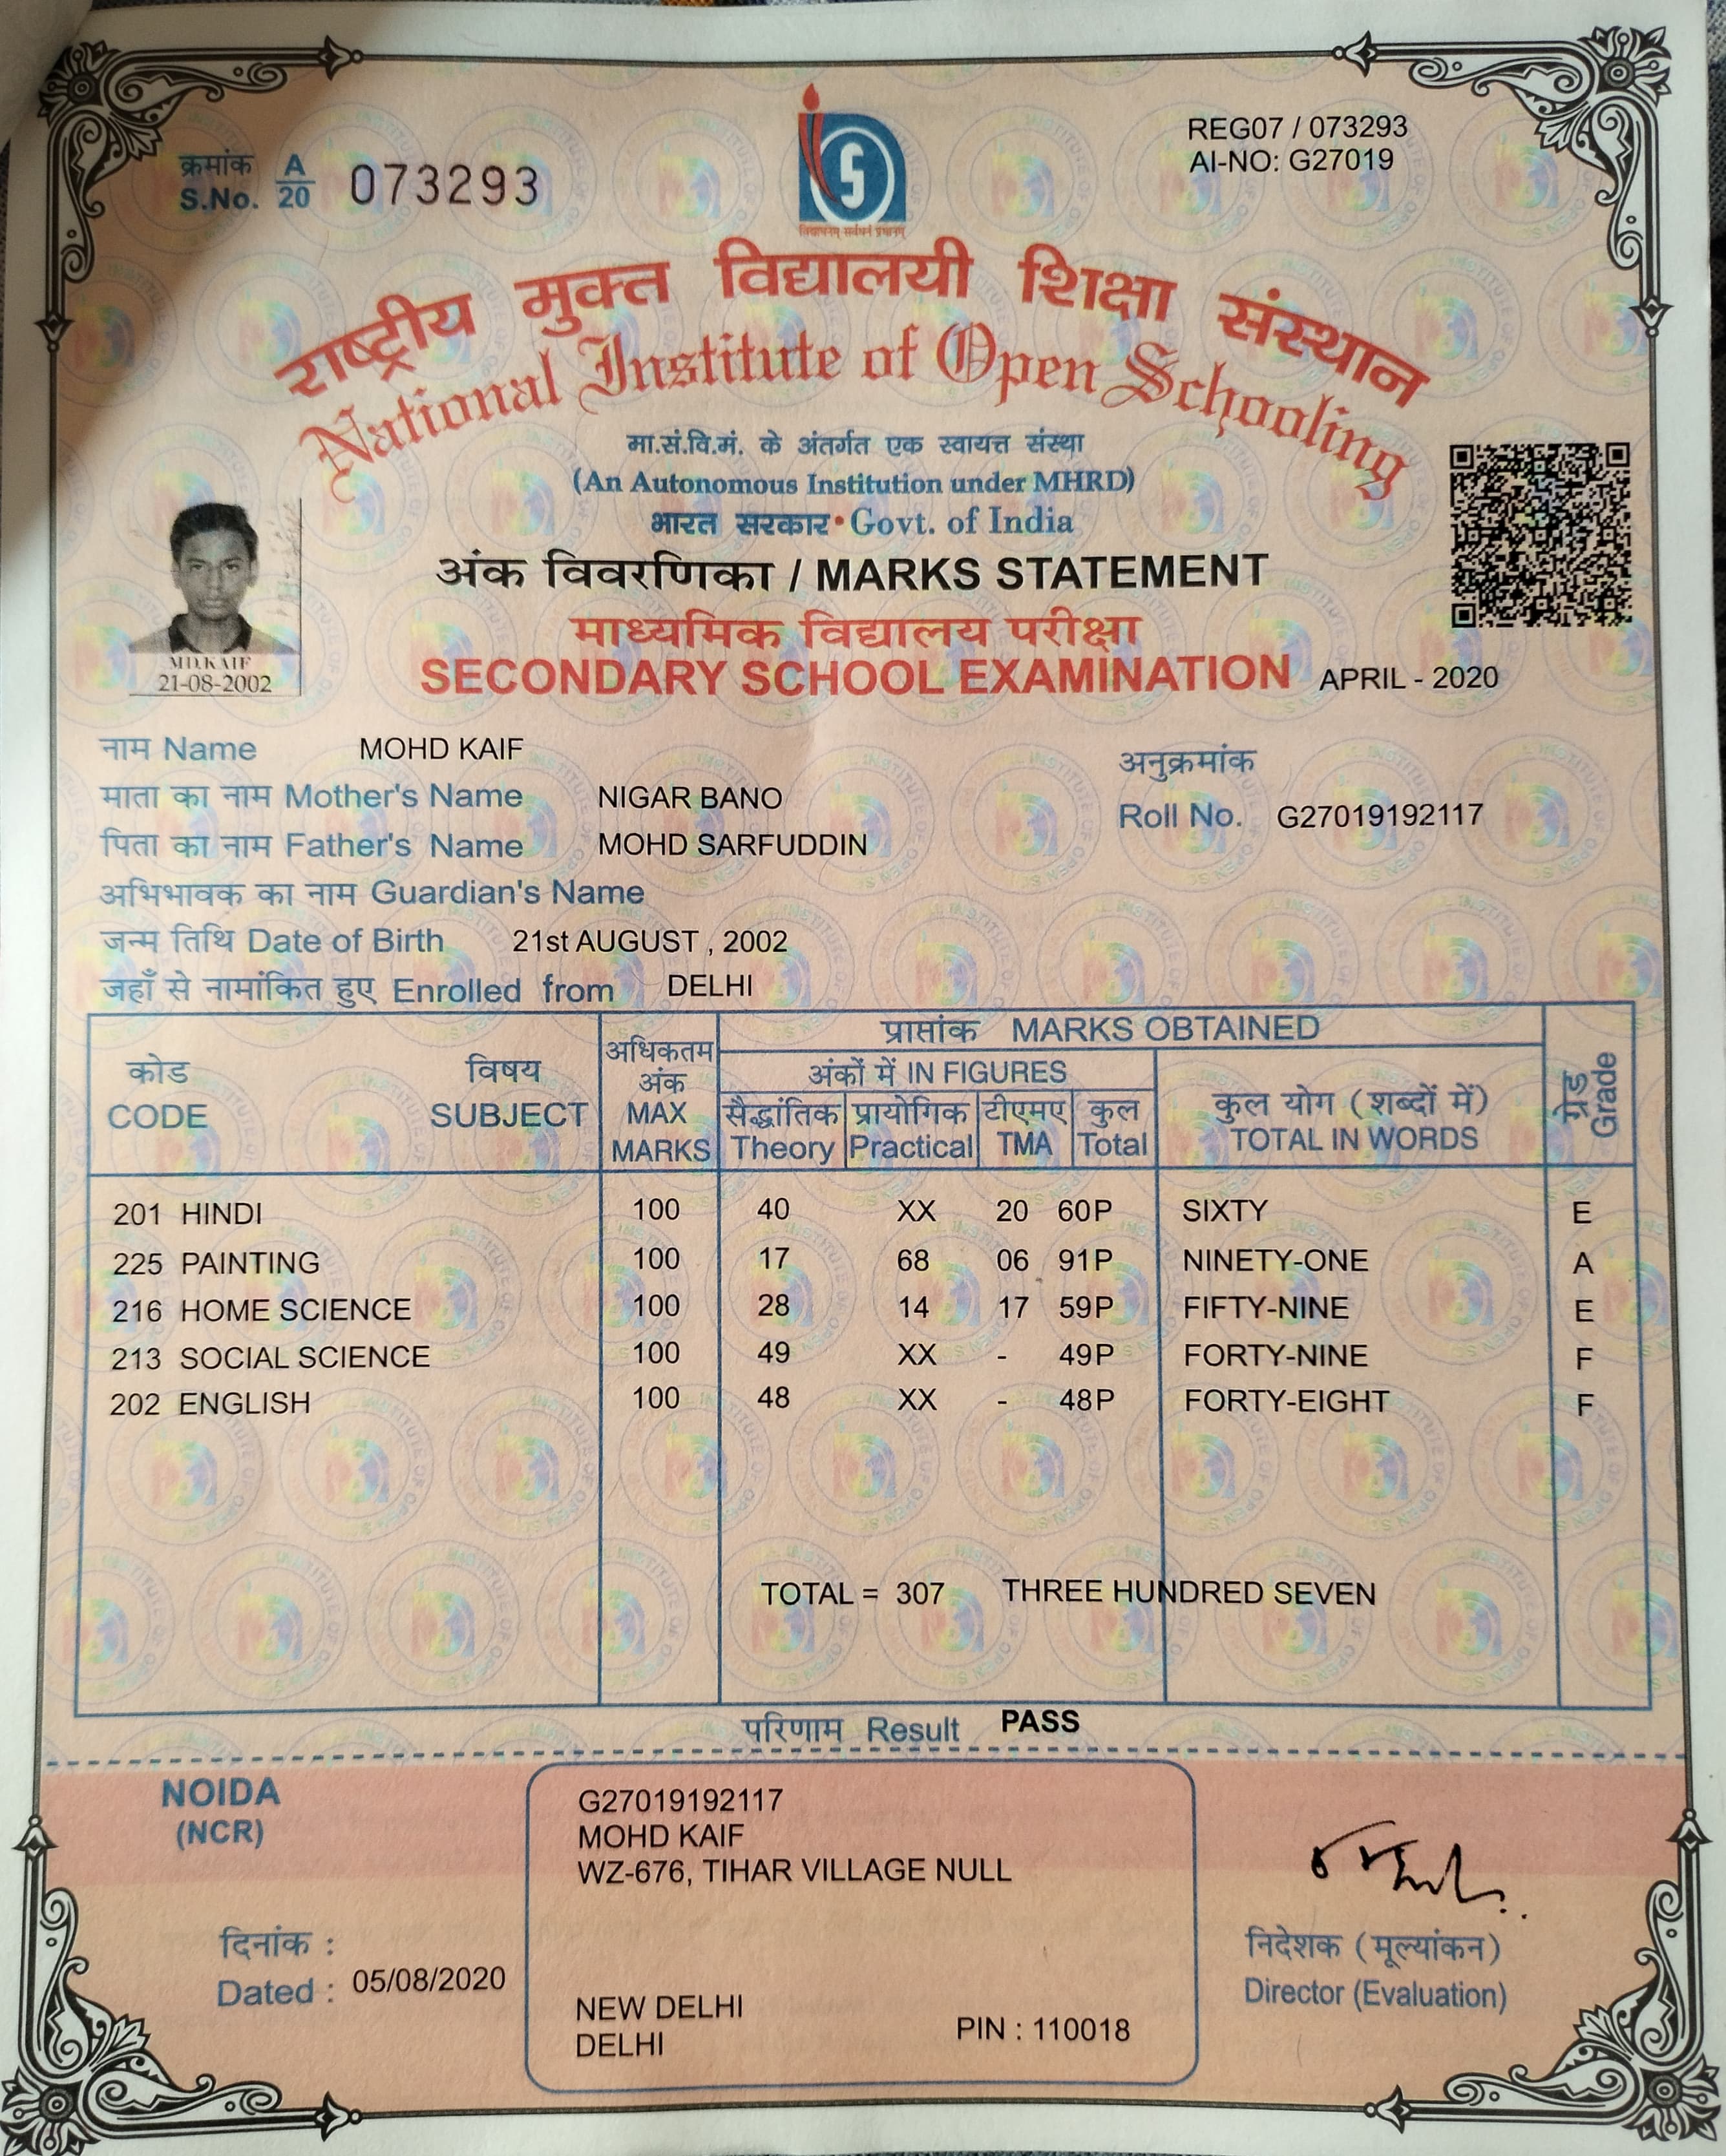 क्रमांक A
S.No. 20 073293
REG07 / 073293
AI-NO: G27019
विद्याधनम् सर्वधनं प्रधानम्
राष्ट्रीय मुक्त विद्यालयी शिक्षा संस्थान
National Institute of Open Schooling
मा.सं.वि.मं. के अंतर्गत एक स्वायत्त संस्था
(An Autonomous Institution under MHRD)
भारत सरकार • Govt. of India
अंक विवरणिका / MARKS STATEMENT
माध्यमिक विद्यालय परीक्षा
SECONDARY SCHOOL EXAMINATION APRIL - 2020
MD.KAIF
21-08-2002
नाम Name MOHD KAIF
माता का नाम Mother's Name NIGAR BANO
पिता का नाम Father's Name MOHD SARFUDDIN
अनुक्रमांक
Roll No. G27019192117
अभिभावक का नाम Guardian's Name
जन्म तिथि Date of Birth 21st AUGUST , 2002
जहाँ से नामांकित हुए Enrolled from DELHI
कोड विषय
CODE SUBJECT
अधिकतम
अंक
MAX
MARKS
प्राप्तांक MARKS OBTAINED
अंकों में IN FIGURES
सैद्धांतिक प्रायोगिक टीएमए कुल
Theory Practical TMA Total
कुल योग (शब्दों में)
TOTAL IN WORDS
ग्रेड
Grade
201 HINDI 100 40 XX 20 60P SIXTY E
225 PAINTING 100 17 68 06 91P NINETY-ONE A
216 HOME SCIENCE 100 28 14 17 59P FIFTY-NINE E
213 SOCIAL SCIENCE 100 49 XX - 49P FORTY-NINE F
202 ENGLISH 100 48 XX - 48P FORTY-EIGHT F
TOTAL = 307 THREE HUNDRED SEVEN
परिणाम Result PASS
NOIDA
(NCR)
दिनांक :
Dated : 05/08/2020
G27019192117
MOHD KAIF
WZ-676, TIHAR VILLAGE NULL
NEW DELHI
DELHI PIN : 110018
निदेशक (मूल्यांकन)
Director (Evaluation)